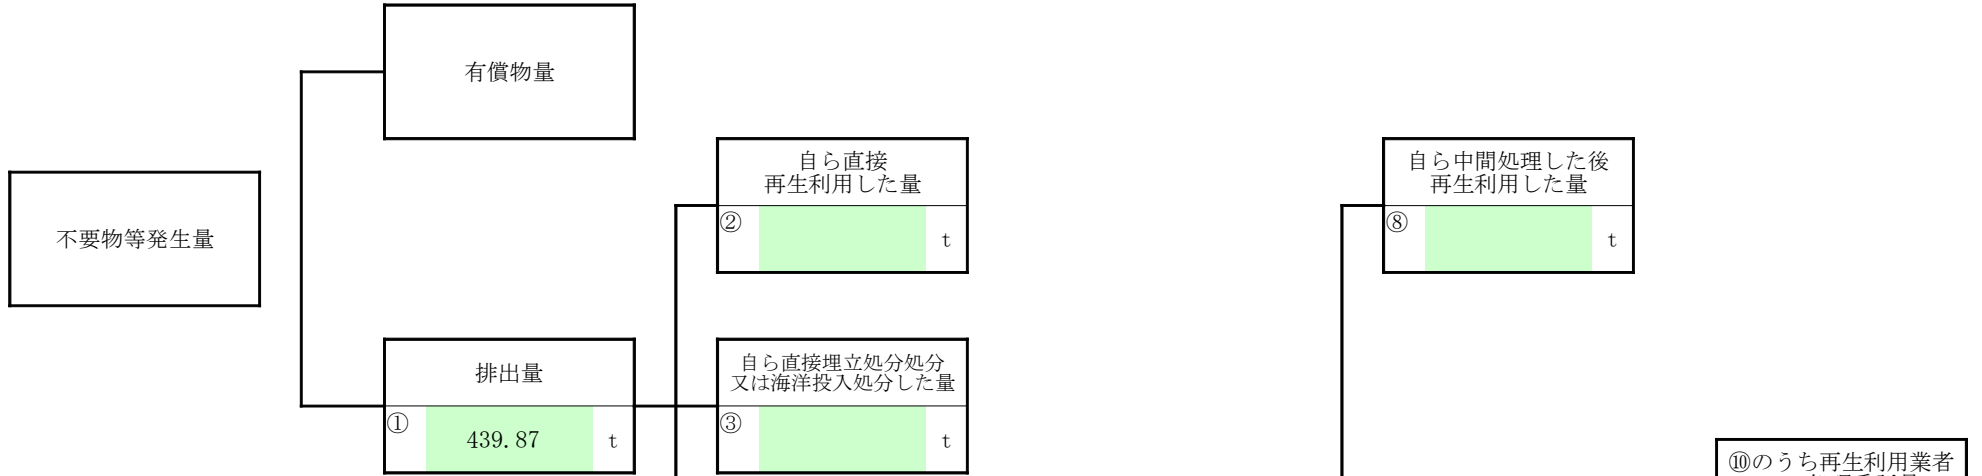 有償物量
自ら直接
再生利用した量
②
t
自ら中間処理した後
再生利用した量
⑧
t
不要物等発生量
排出量
①
439.87
t
自ら直接埋立処分処分
又は海洋投入処分した量
③
t
⑩のうち再生利用業者